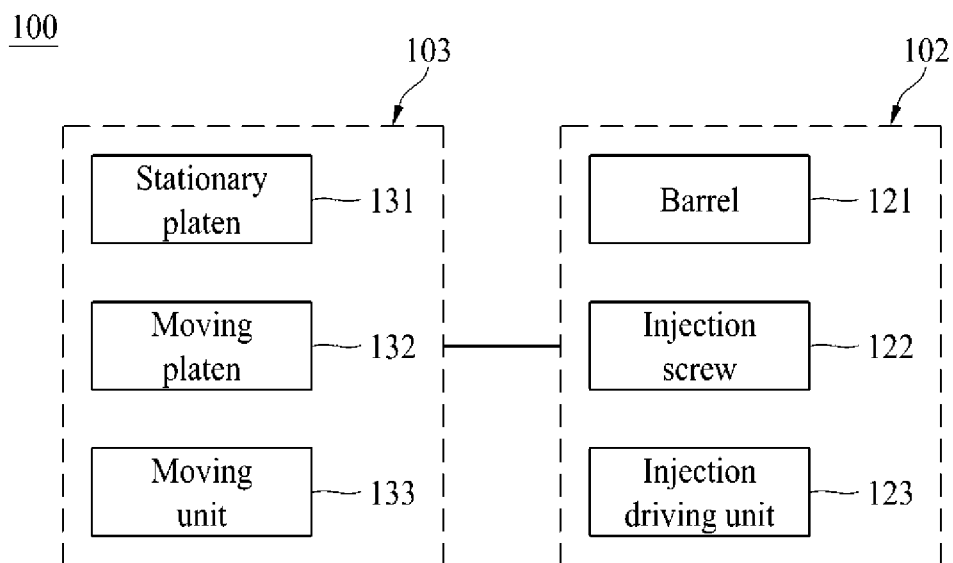 100
103
102
Stationary
platen
131
Barrel
121
Moving
platen
132
Injection
screw
122
Moving
unit
133
Injection
driving unit
123